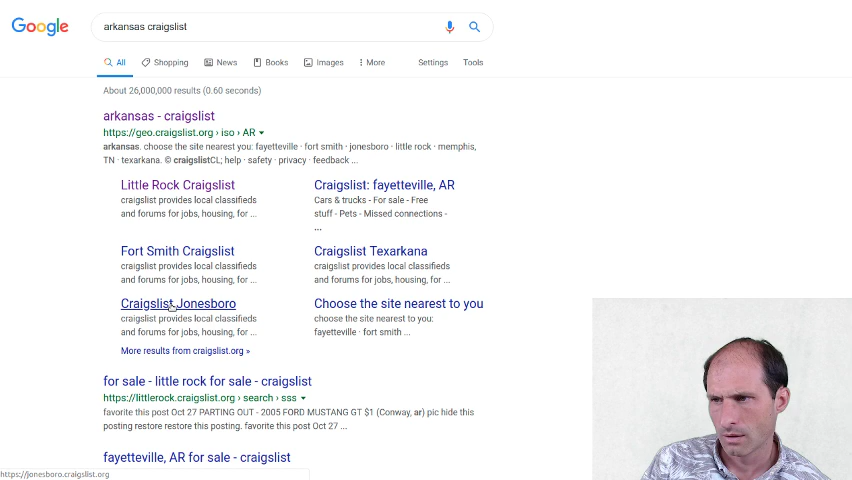 Google
arkansas craigslist
All Shopping News Books Images More Settings Tools
About 26,000,000 results (0.60 seconds)
arkansas - craigslist
https://geo.craigslist.org › iso › AR
arkansas. choose the site nearest you: fayetteville · fort smith · jonesboro · little rock · memphis,
TN · texarkana. © craigslistCL; help · safety · privacy · feedback ...
Little Rock Craigslist
craigslist provides local classifieds
and forums for jobs, housing, for ...
Craigslist: fayetteville, AR
Cars & trucks - For sale - Free
stuff - Pets - Missed connections -
...
Fort Smith Craigslist
craigslist provides local classifieds
and forums for jobs, housing, for ...
Craigslist Texarkana
craigslist provides local classifieds
and forums for jobs, housing, for ...
Craigslist Jonesboro
craigslist provides local classifieds
and forums for jobs, housing, for ...
Choose the site nearest to you
choose the site nearest to you:
fayetteville · fort smith ...
More results from craigslist.org »
for sale - little rock for sale - craigslist
https://littlerock.craigslist.org › search › sss
favorite this post Oct 27 PARTING OUT - 2005 FORD MUSTANG GT $1 (Conway, ar) pic hide this
posting restore restore this posting. favorite this post Oct 27 ...
fayetteville, AR for sale - craigslist
https://jonesboro.craigslist.org